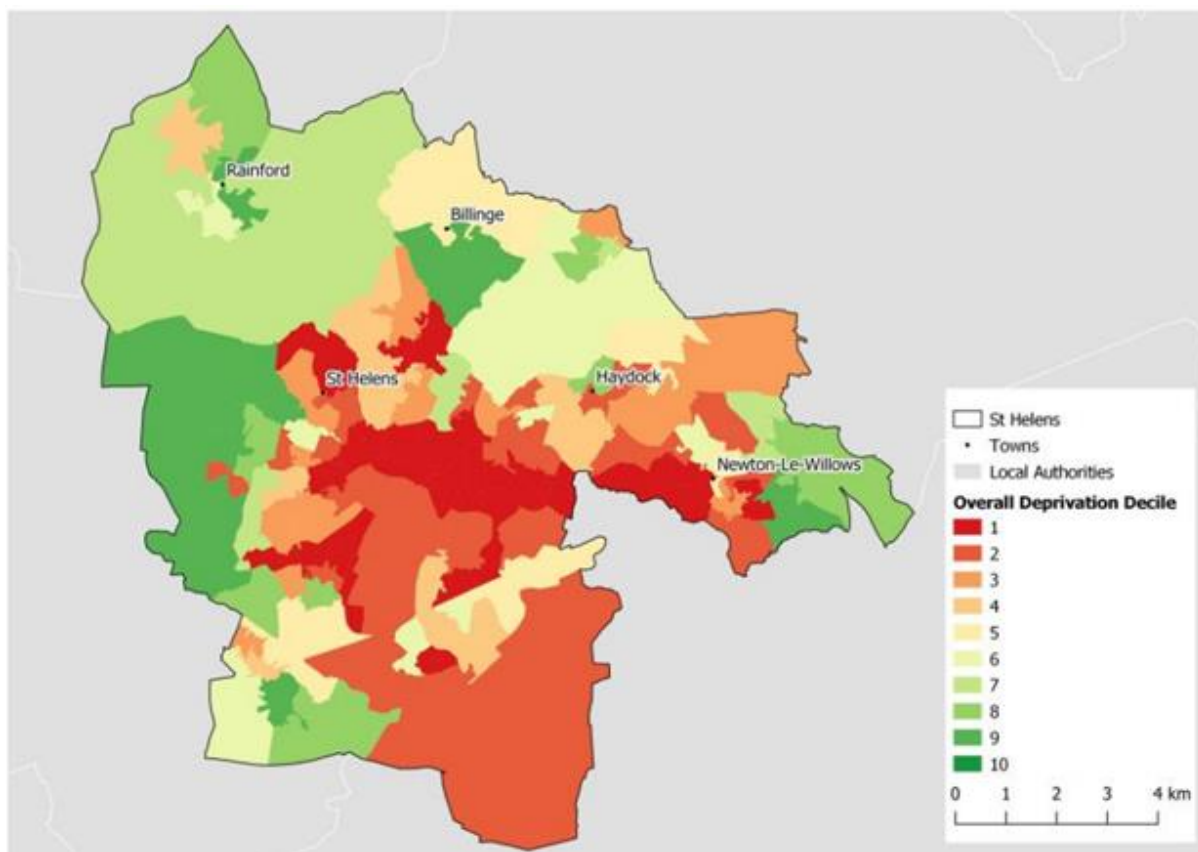 Rainford
Billinge
St Helens
Haydock
Newton-Le-Willows
St Helens
Towns
Local Authorities
Overall Deprivation Decile
1
2
3
4
5
6
7
8
9
10
0 1 2 3 4 km